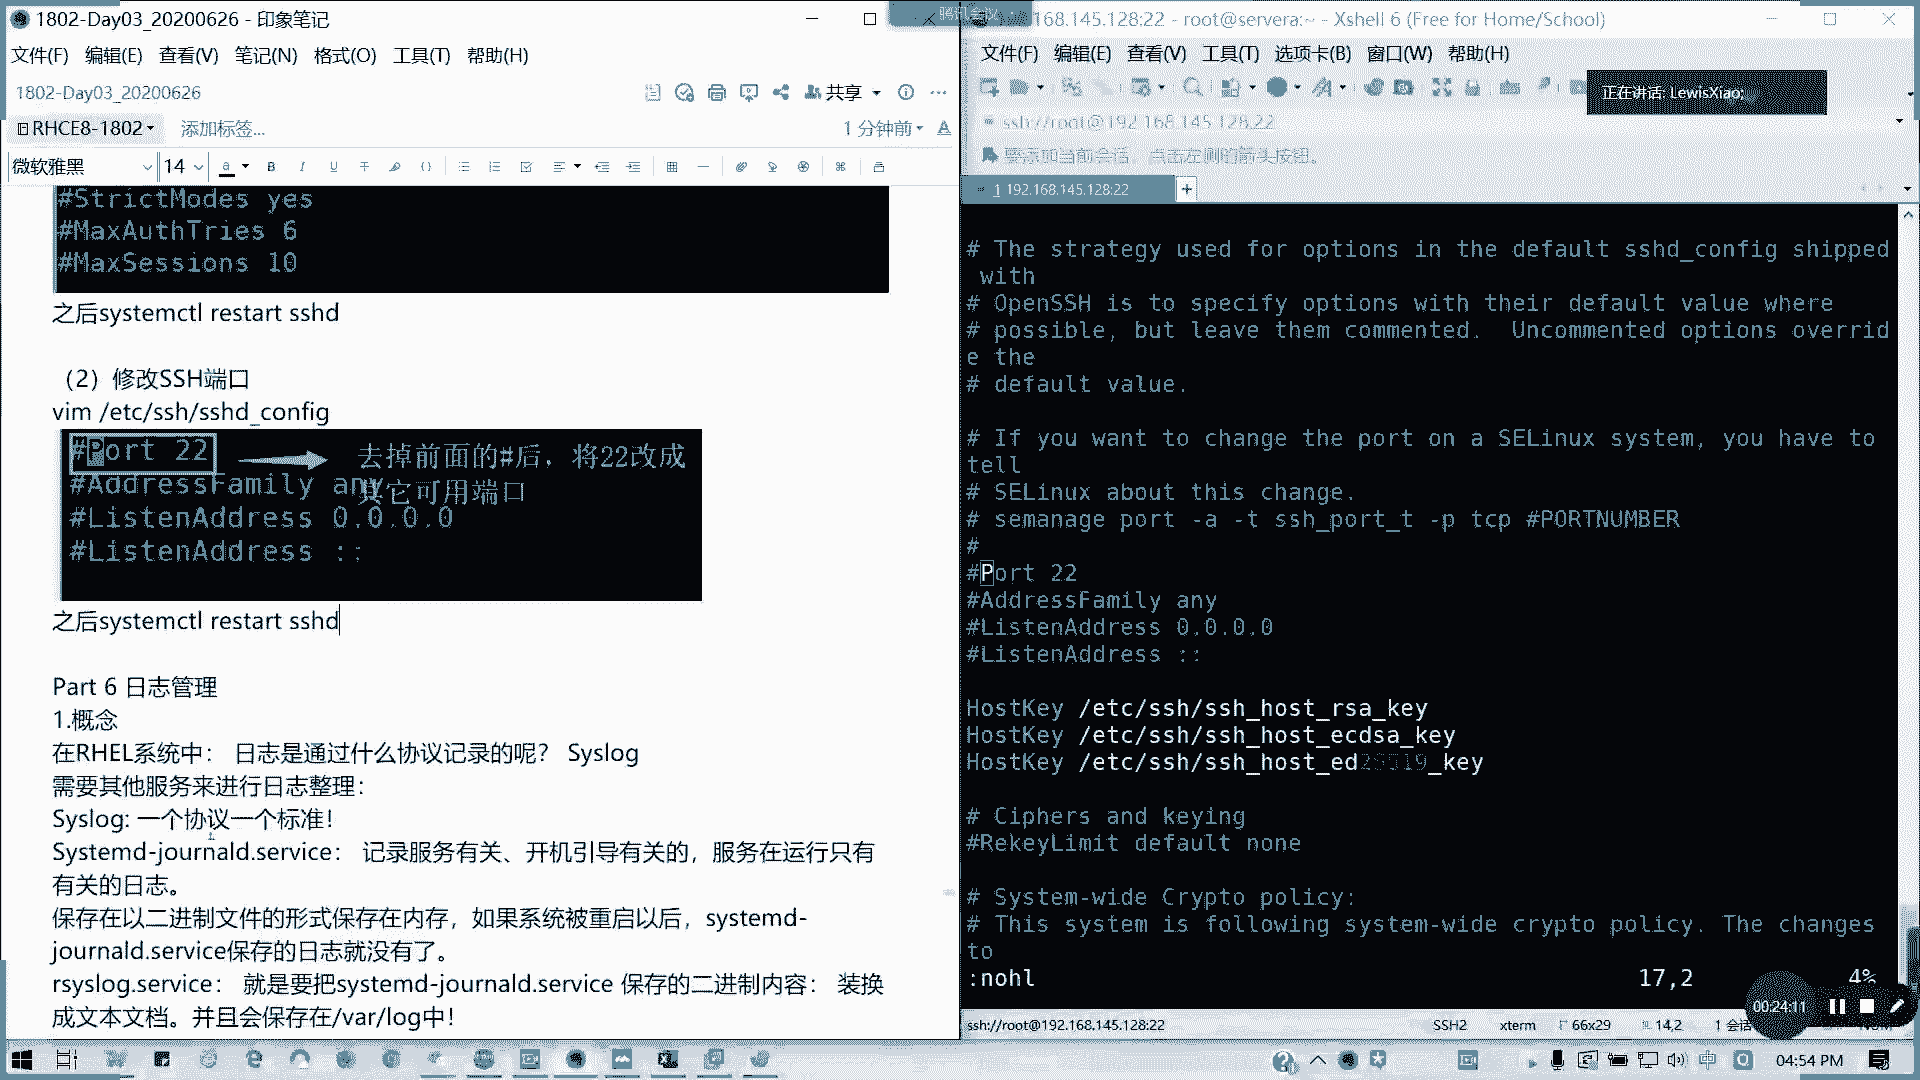 1802-Day03_20200626 - 印象笔记
文件(F) 编辑(E) 查看(V) 笔记(N) 格式(O) 工具(T) 帮助(H)
1802-Day03_20200626
共享
RHCE8-1802
添加标签...
1 分钟前
微软雅黑
14
#StrictModes yes
#MaxAuthTries 6
#MaxSessions 10
之后systemctl restart sshd
（2）修改SSH端口
vim /etc/ssh/sshd_config
#Port 22
去掉前面的#后，将22改成
其它可用端口
#AddressFamily any
#ListenAddress 0.0.0.0
#ListenAddress ::
之后systemctl restart sshd
Part 6 日志管理
1.概念
在RHEL系统中： 日志是通过什么协议记录的呢？ Syslog
需要其他服务来进行日志整理：
Syslog: 一个协议一个标准！
Systemd-journald.service： 记录服务有关、开机引导有关的，服务在运行只有
有关的日志。
保存在以二进制文件的形式保存在内存，如果系统被重启以后，systemd-
journald.service保存的日志就没有了。
rsyslog.service： 就是要把systemd-journald.service 保存的二进制内容： 装换
成文本文档。并且会保存在/var/log中！
腾讯会议
168.145.128:22 - root@servera:~ - Xshell 6 (Free for Home/School)
文件(F) 编辑(E) 查看(V) 工具(T) 选项卡(B) 窗口(W) 帮助(H)
正在讲话: LewisXiao;
ssh://root@192.168.145.128:22
要添加当前会话，点击左侧的箭头按钮。
1 192.168.145.128:22
# The strategy used for options in the default sshd_config shipped
with
# OpenSSH is to specify options with their default value where
# possible, but leave them commented.  Uncommented options overrid
e the
# default value.
# If you want to change the port on a SELinux system, you have to
tell
# SELinux about this change.
# semanage port -a -t ssh_port_t -p tcp #PORTNUMBER
#
#Port 22
#AddressFamily any
#ListenAddress 0.0.0.0
#ListenAddress ::
HostKey /etc/ssh/ssh_host_rsa_key
HostKey /etc/ssh/ssh_host_ecdsa_key
HostKey /etc/ssh/ssh_host_ed25519_key
# Ciphers and keying
#RekeyLimit default none
# System-wide Crypto policy:
# This system is following system-wide crypto policy. The changes
to
:nohl
17,2
4%
00:24:11
ssh://root@192.168.145.128:22
SSH2
xterm
66x29
14,2
1 会话
中
04:54 PM